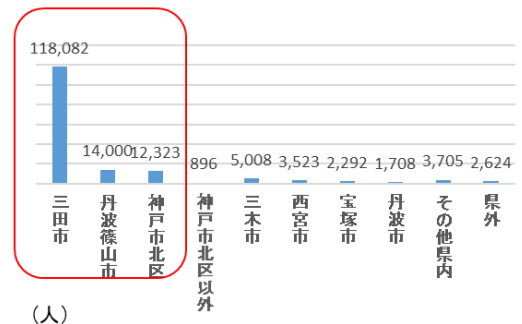 118,082
14,000
12,323
896
5,008
3,523
2,292
1,708
3,705
2,624
三田市
丹波篠山市
神戸市北区
神戸市北区以外
三木市
西宮市
宝塚市
丹波市
その他県内
県外
（人）